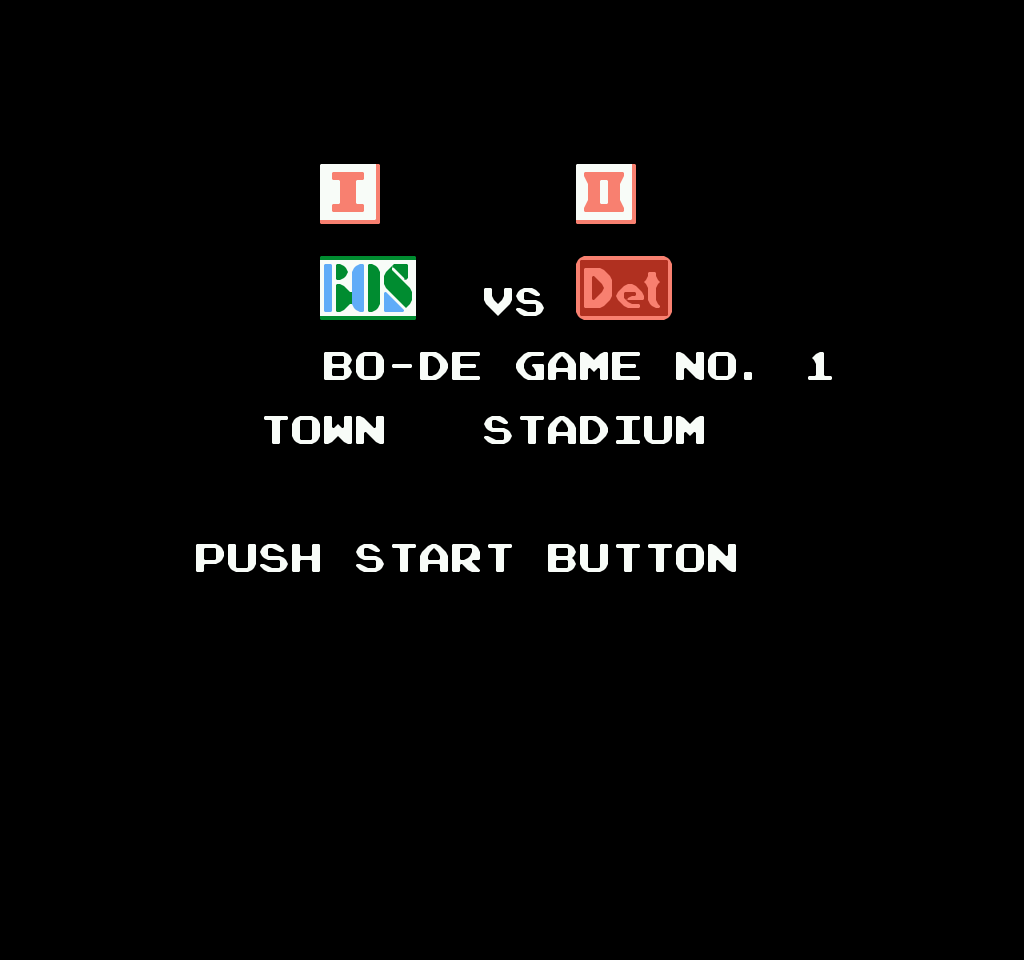 I II
BOS VS Det
BO-DE GAME NO. 1
TOWN STADIUM
PUSH START BUTTON